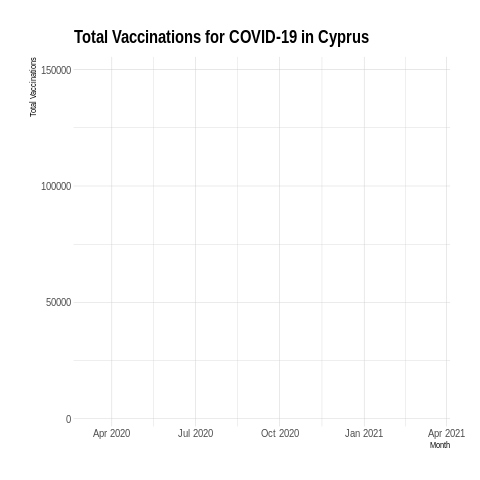 Total Vaccinations for COVID-19 in Cyprus
Total Vaccinations
150000
100000
50000
0
Apr 2020 Jul 2020 Oct 2020 Jan 2021 Apr 2021
Month